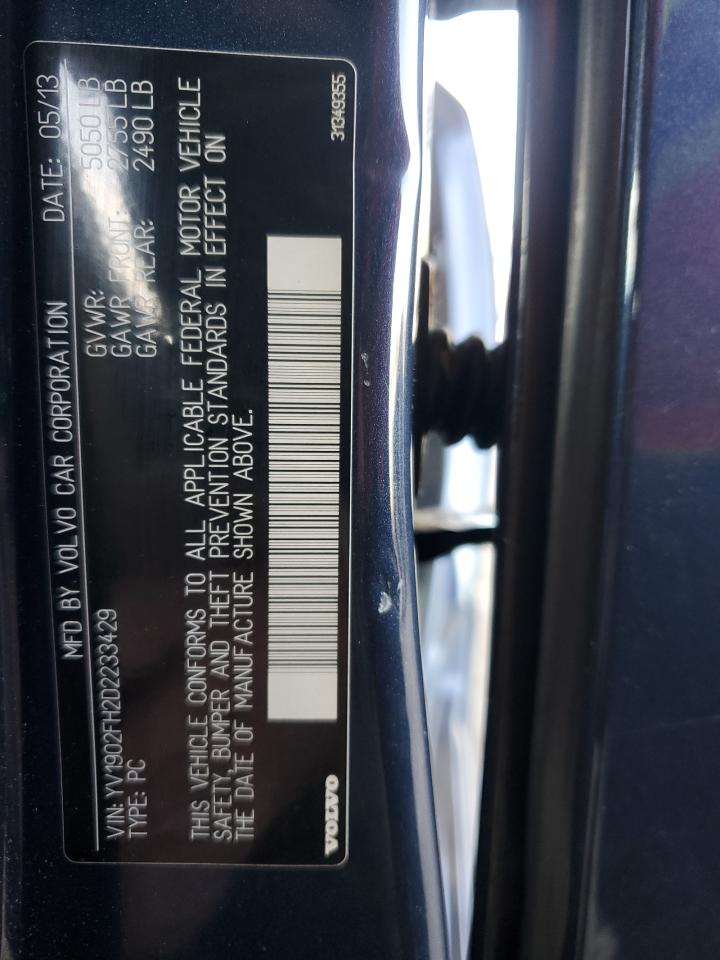 MFD BY VOLVO CAR CORPORATION DATE: 05/13
GVWR: 5050 LB
GAWR FRONT: 2755 LB
GAWR REAR: 2490 LB
VIN: YV1902FH2D2233429
TYPE: PC
THIS VEHICLE CONFORMS TO ALL APPLICABLE FEDERAL MOTOR VEHICLE
SAFETY, BUMPER AND THEFT PREVENTION STANDARDS IN EFFECT ON
THE DATE OF MANUFACTURE SHOWN ABOVE.
VOLVO
31349355